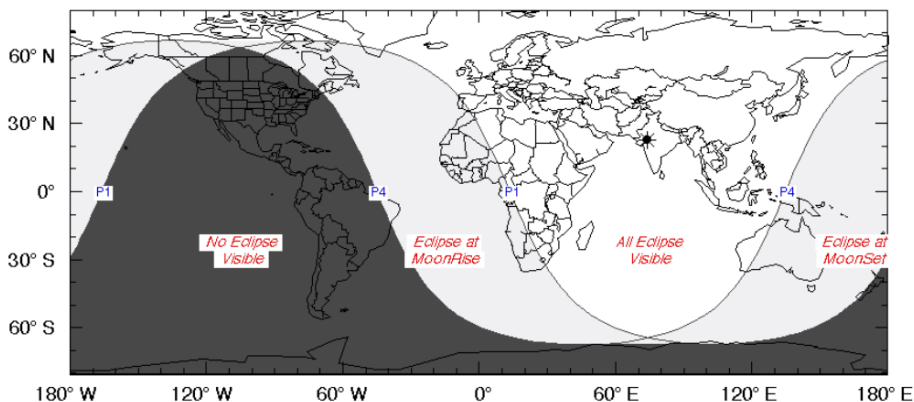 60° N
30° N
0°
30° S
60° S
P1
P4
P1
P4
No Eclipse
Visible
Eclipse at
MoonRise
All Eclipse
Visible
Eclipse at
MoonSet
180° W
120° W
60° W
0°
60° E
120° E
180° E